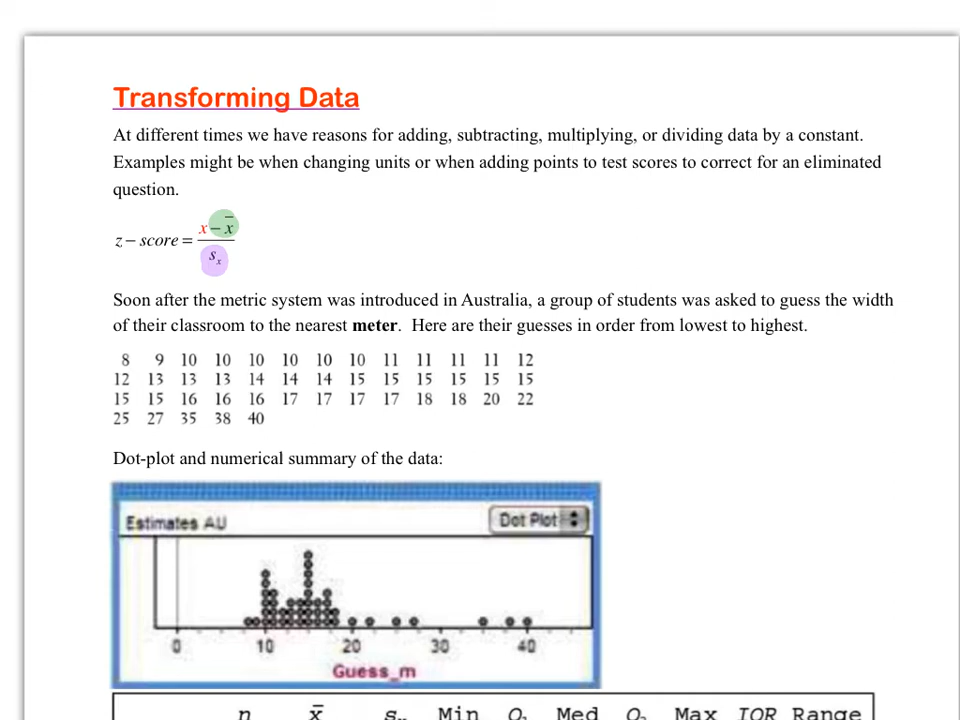 Transforming Data
At different times we have reasons for adding, subtracting, multiplying, or dividing data by a constant.
Examples might be when changing units or when adding points to test scores to correct for an eliminated
question.
z − score = (x − x̄) / sₓ
Soon after the metric system was introduced in Australia, a group of students was asked to guess the width
of their classroom to the nearest meter. Here are their guesses in order from lowest to highest.
8 9 10 10 10 10 10 10 11 11 11 11 12
12 13 13 13 14 14 14 15 15 15 15 15 15
15 15 16 16 16 17 17 17 17 18 18 20 22
25 27 35 38 40
Dot-plot and numerical summary of the data:
Estimates AU Dot Plot
0 10 20 30 40
Guess_m
n x̄ sₓ Min Q₁ Med Q₃ Max IQR Range